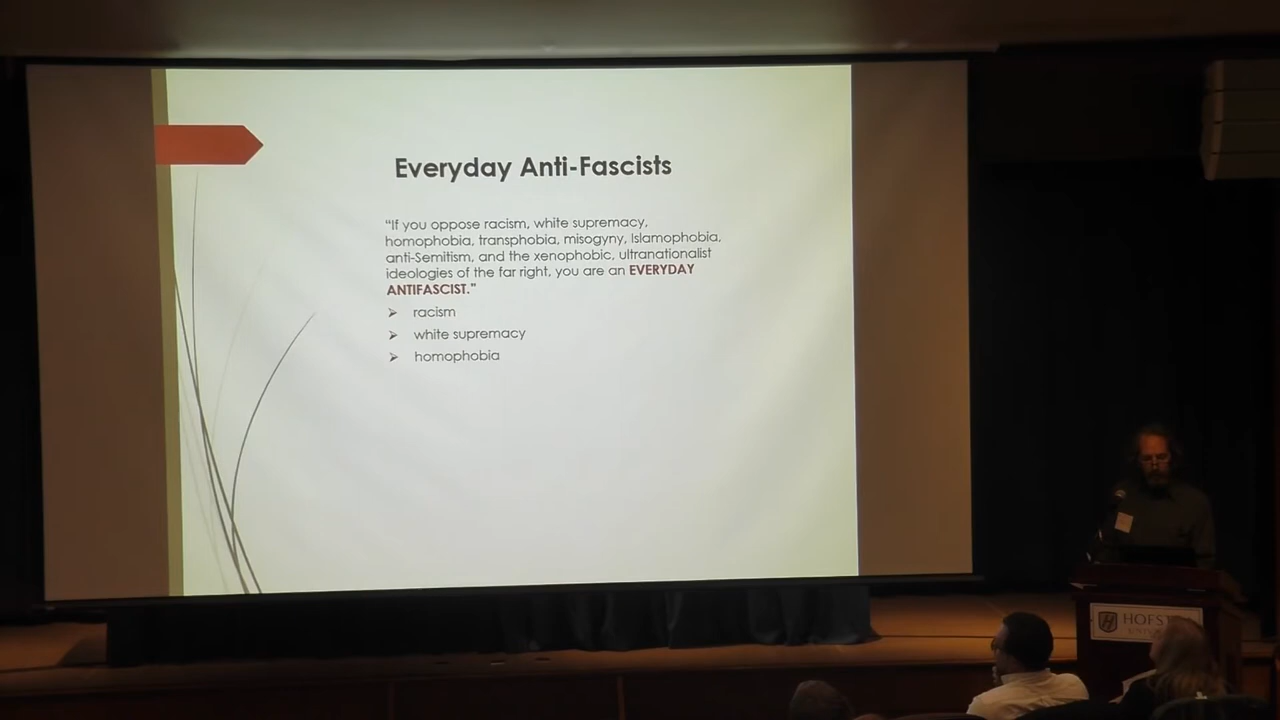 Everyday Anti-Fascists
“If you oppose racism, white supremacy,
homophobia, transphobia, misogyny, Islamophobia,
anti-Semitism, and the xenophobic, ultranationalist
ideologies of the far right, you are an EVERYDAY
ANTIFASCIST.”
➢ racism
➢ white supremacy
➢ homophobia